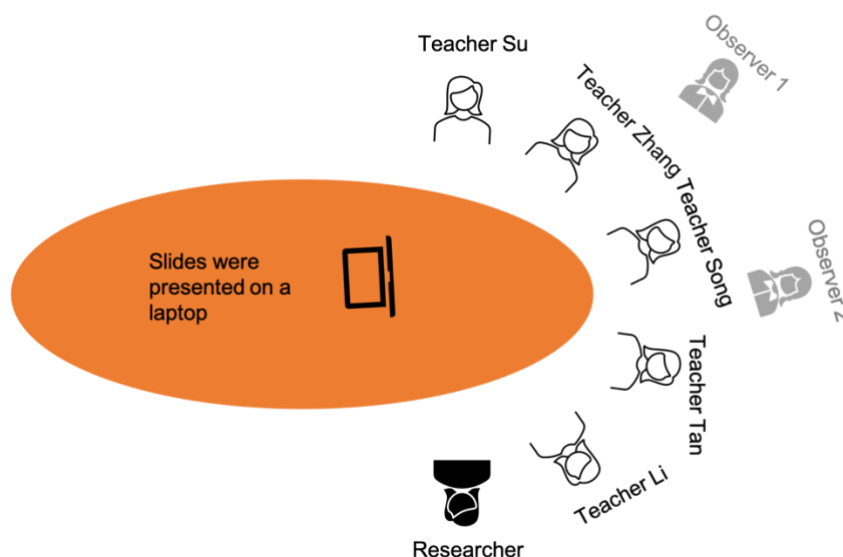 Teacher Su
Observer 1
Teacher Zhang
Teacher Song
Observer 2
Slides were
presented on a
laptop
Teacher Tan
Teacher Li
Researcher